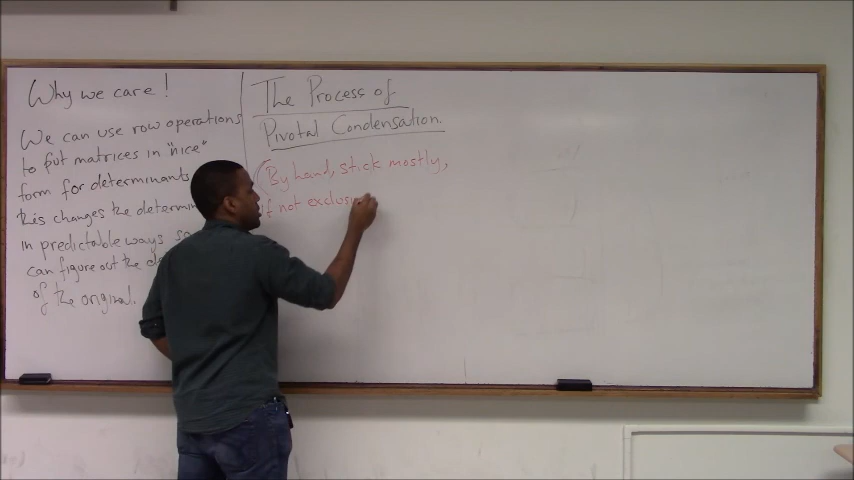 Why we care!
We can use row operations
to put matrices in "nice"
form for determinants
this changes the determin
in predictable ways so
can figure out the
of the original.
The Process of
Pivotal Condensation.
(By hand, stick mostly,
if not exclus